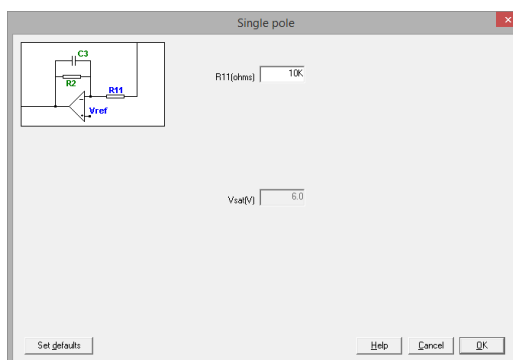 Single pole
C3
R2
R11
Vref
R11(ohms) 10K
Vsat(V) 6.0
Set defaults
Help Cancel OK